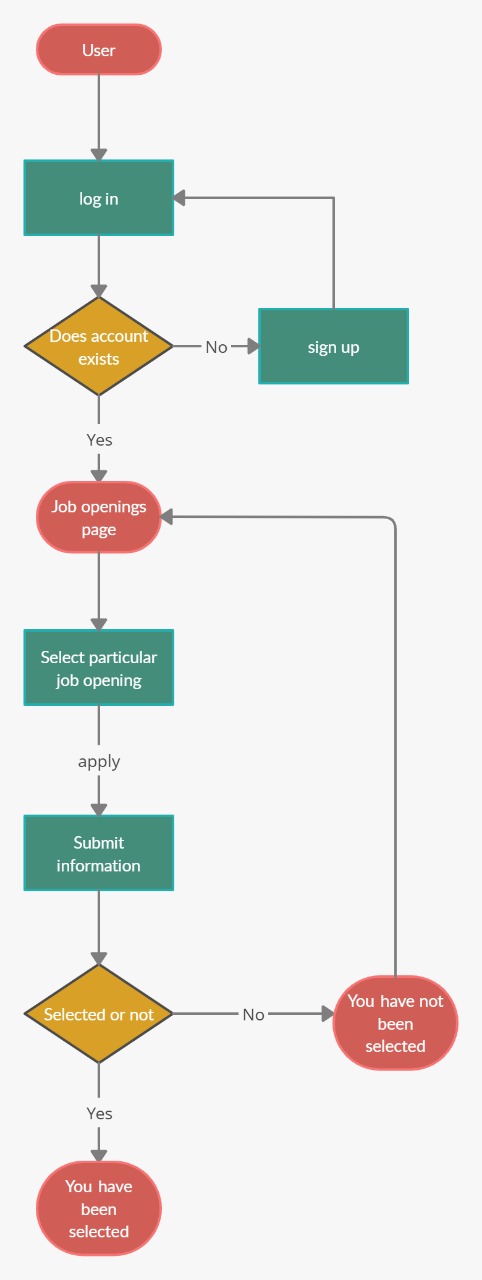 User
log in
Does account
exists
No
sign up
Yes
Job openings
page
Select particular
job opening
apply
Submit
information
Selected or not
No
You have not
been
selected
Yes
You have
been
selected